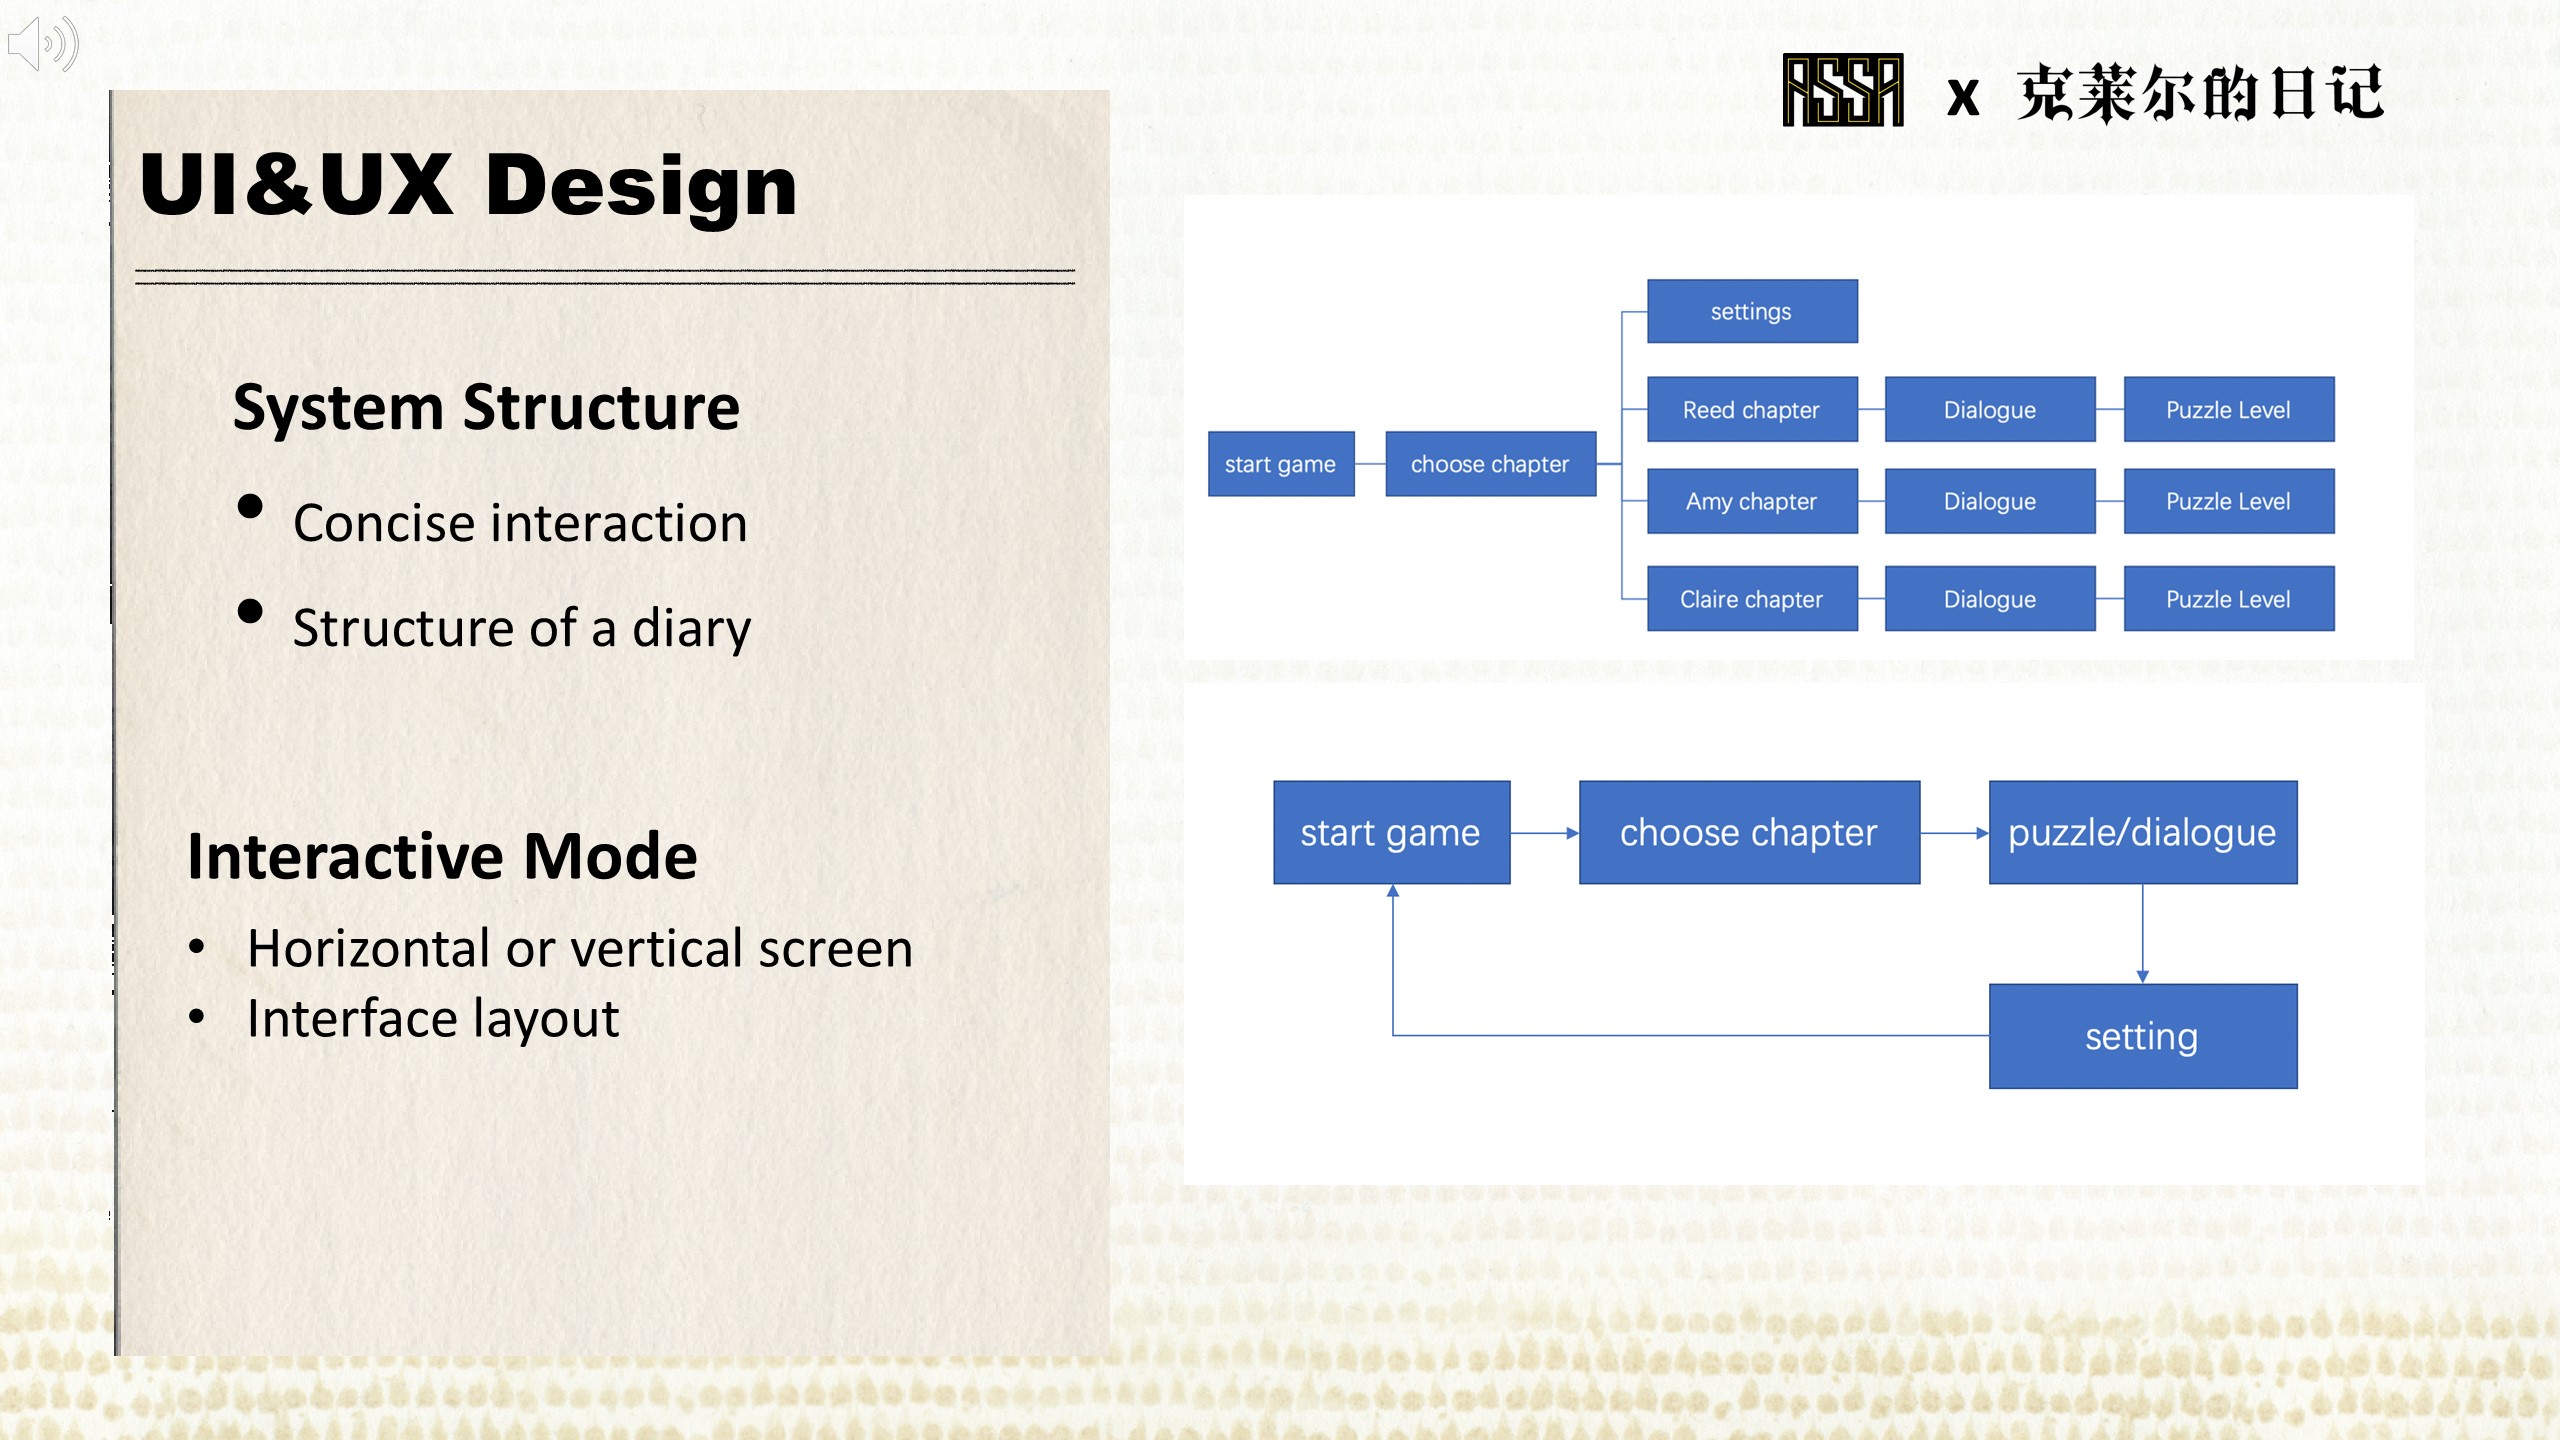 ASSA x 克莱尔的日记
UI&UX Design
System Structure
• Concise interaction
• Structure of a diary
Interactive Mode
• Horizontal or vertical screen
• Interface layout
settings
Reed chapter Dialogue Puzzle Level
start game choose chapter
Amy chapter Dialogue Puzzle Level
Claire chapter Dialogue Puzzle Level
start game choose chapter puzzle/dialogue
setting